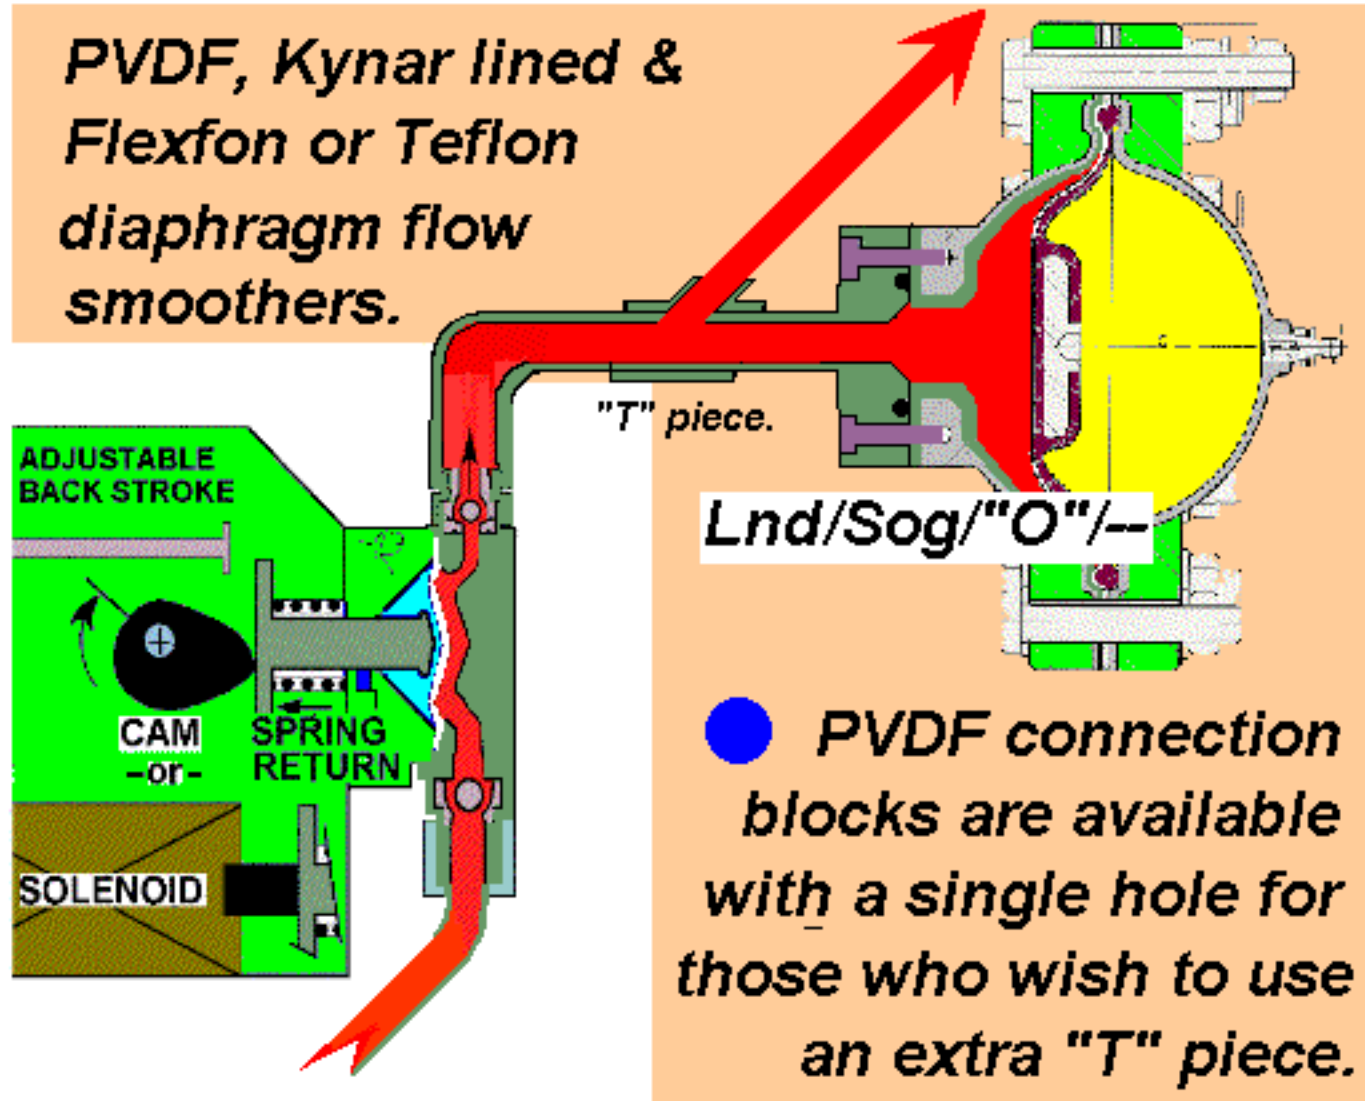 PVDF, Kynar lined &
Flexfon or Teflon
diaphragm flow
smoothers.
"T" piece.
ADJUSTABLE
BACK STROKE
Lnd/Sog/"O"/--
CAM
-or-
SPRING
RETURN
SOLENOID
PVDF connection
blocks are available
with a single hole for
those who wish to use
an extra "T" piece.